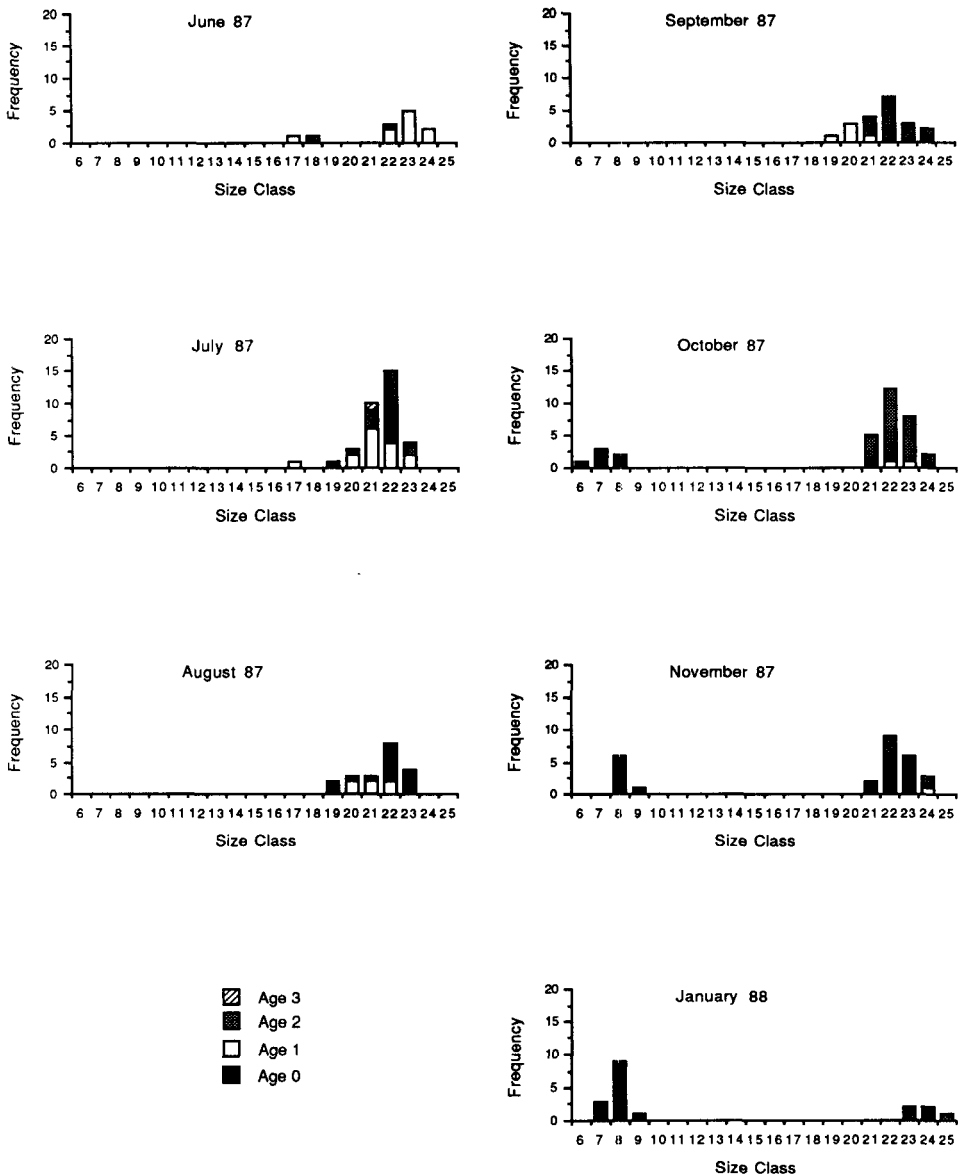 June 87
Frequency
20
15
10
5
0
6 7 8 9 10 11 12 13 14 15 16 17 18 19 20 21 22 23 24 25
Size Class
July 87
Frequency
20
15
10
5
0
6 7 8 9 10 11 12 13 14 15 16 17 18 19 20 21 22 23 24 25
Size Class
August 87
Frequency
20
15
10
5
0
6 7 8 9 10 11 12 13 14 15 16 17 18 19 20 21 22 23 24 25
Size Class
Age 3
Age 2
Age 1
Age 0
September 87
Frequency
20
15
10
5
0
6 7 8 9 10 11 12 13 14 15 16 17 18 19 20 21 22 23 24 25
Size Class
October 87
Frequency
20
15
10
5
0
6 7 8 9 10 11 12 13 14 15 16 17 18 19 20 21 22 23 24 25
Size Class
November 87
Frequency
20
15
10
5
0
6 7 8 9 10 11 12 13 14 15 16 17 18 19 20 21 22 23 24 25
Size Class
January 88
Frequency
20
15
10
5
0
6 7 8 9 10 11 12 13 14 15 16 17 18 19 20 21 22 23 24 25
Size Class